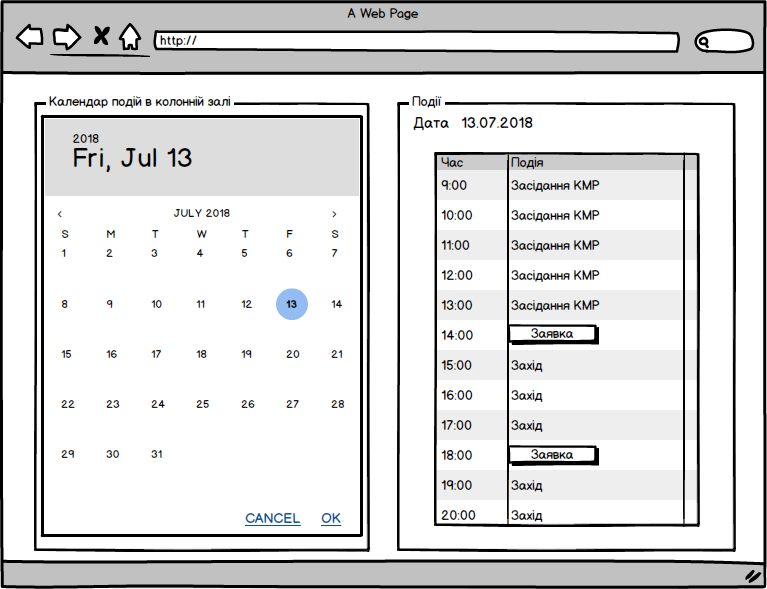 A Web Page
http://
Календар подій в колонній залі
2018
Fri, Jul 13
< JULY 2018 >
S M T W T F S
1 2 3 4 5 6 7
8 9 10 11 12 13 14
15 16 17 18 19 20 21
22 23 24 25 26 27 28
29 30 31
CANCEL OK
Події
Дата 13.07.2018
Час Подія
9:00 Засідання КМР
10:00 Засідання КМР
11:00 Засідання КМР
12:00 Засідання КМР
13:00 Засідання КМР
14:00 Заявка
15:00 Захід
16:00 Захід
17:00 Захід
18:00 Заявка
19:00 Захід
20:00 Захід